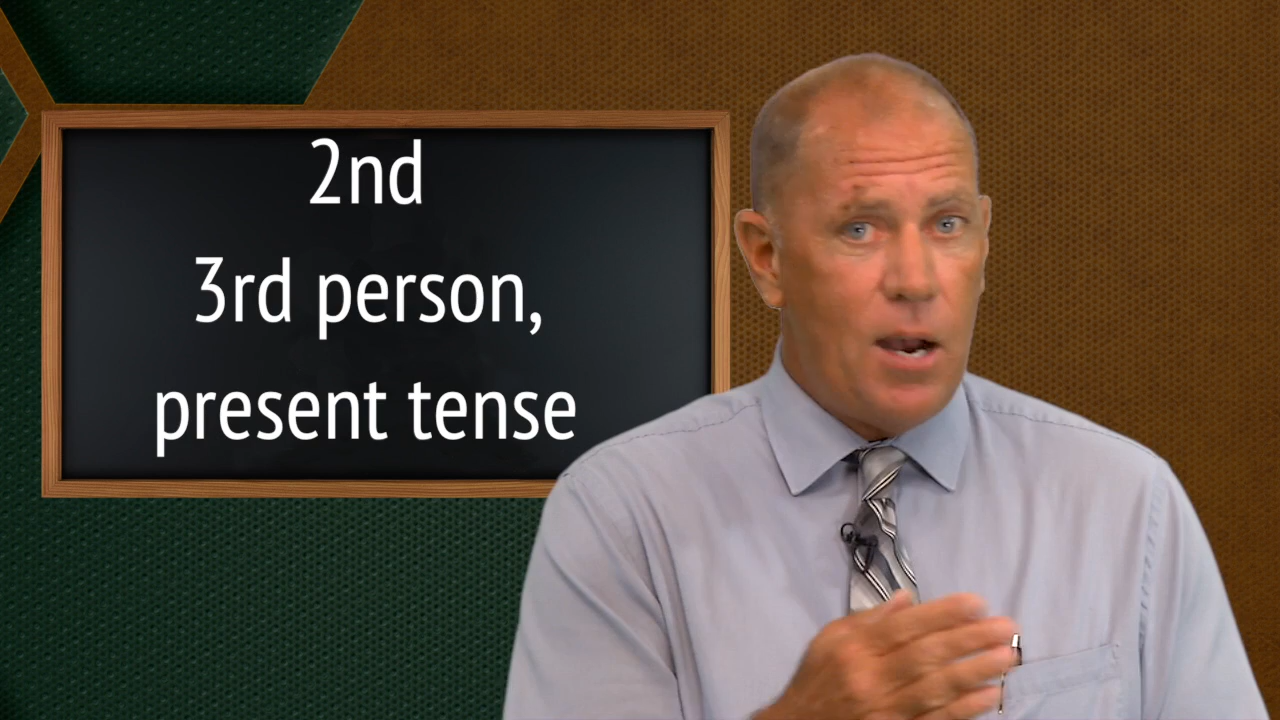 2nd
3rd person,
present tense